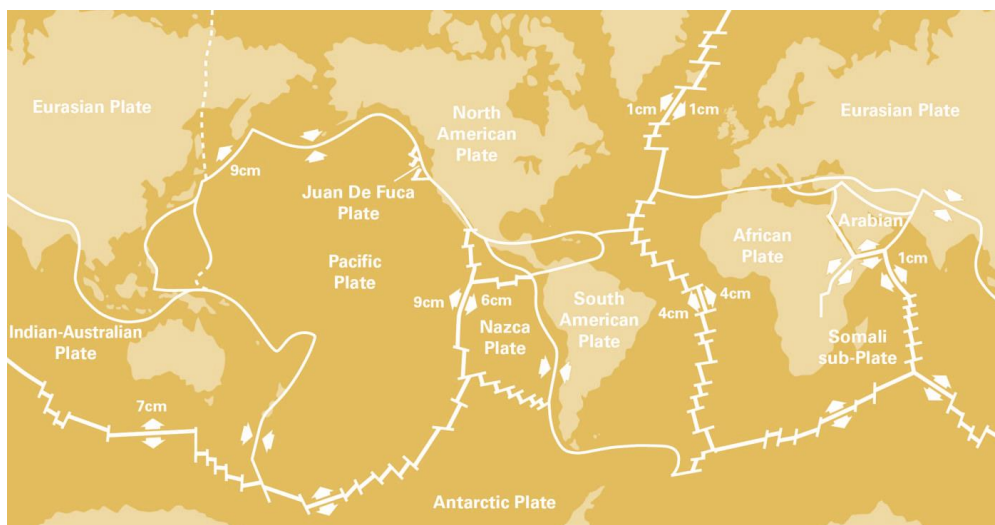 Eurasian Plate
9cm
North
American
Plate
1cm
1cm
Eurasian Plate
Juan De Fuca
Plate
Pacific
Plate
African
Plate
Arabian
1cm
9cm
6cm
Nazca
Plate
South
American
Plate
4cm
4cm
Somali
sub-Plate
Indian-Australian
Plate
7cm
Antarctic Plate